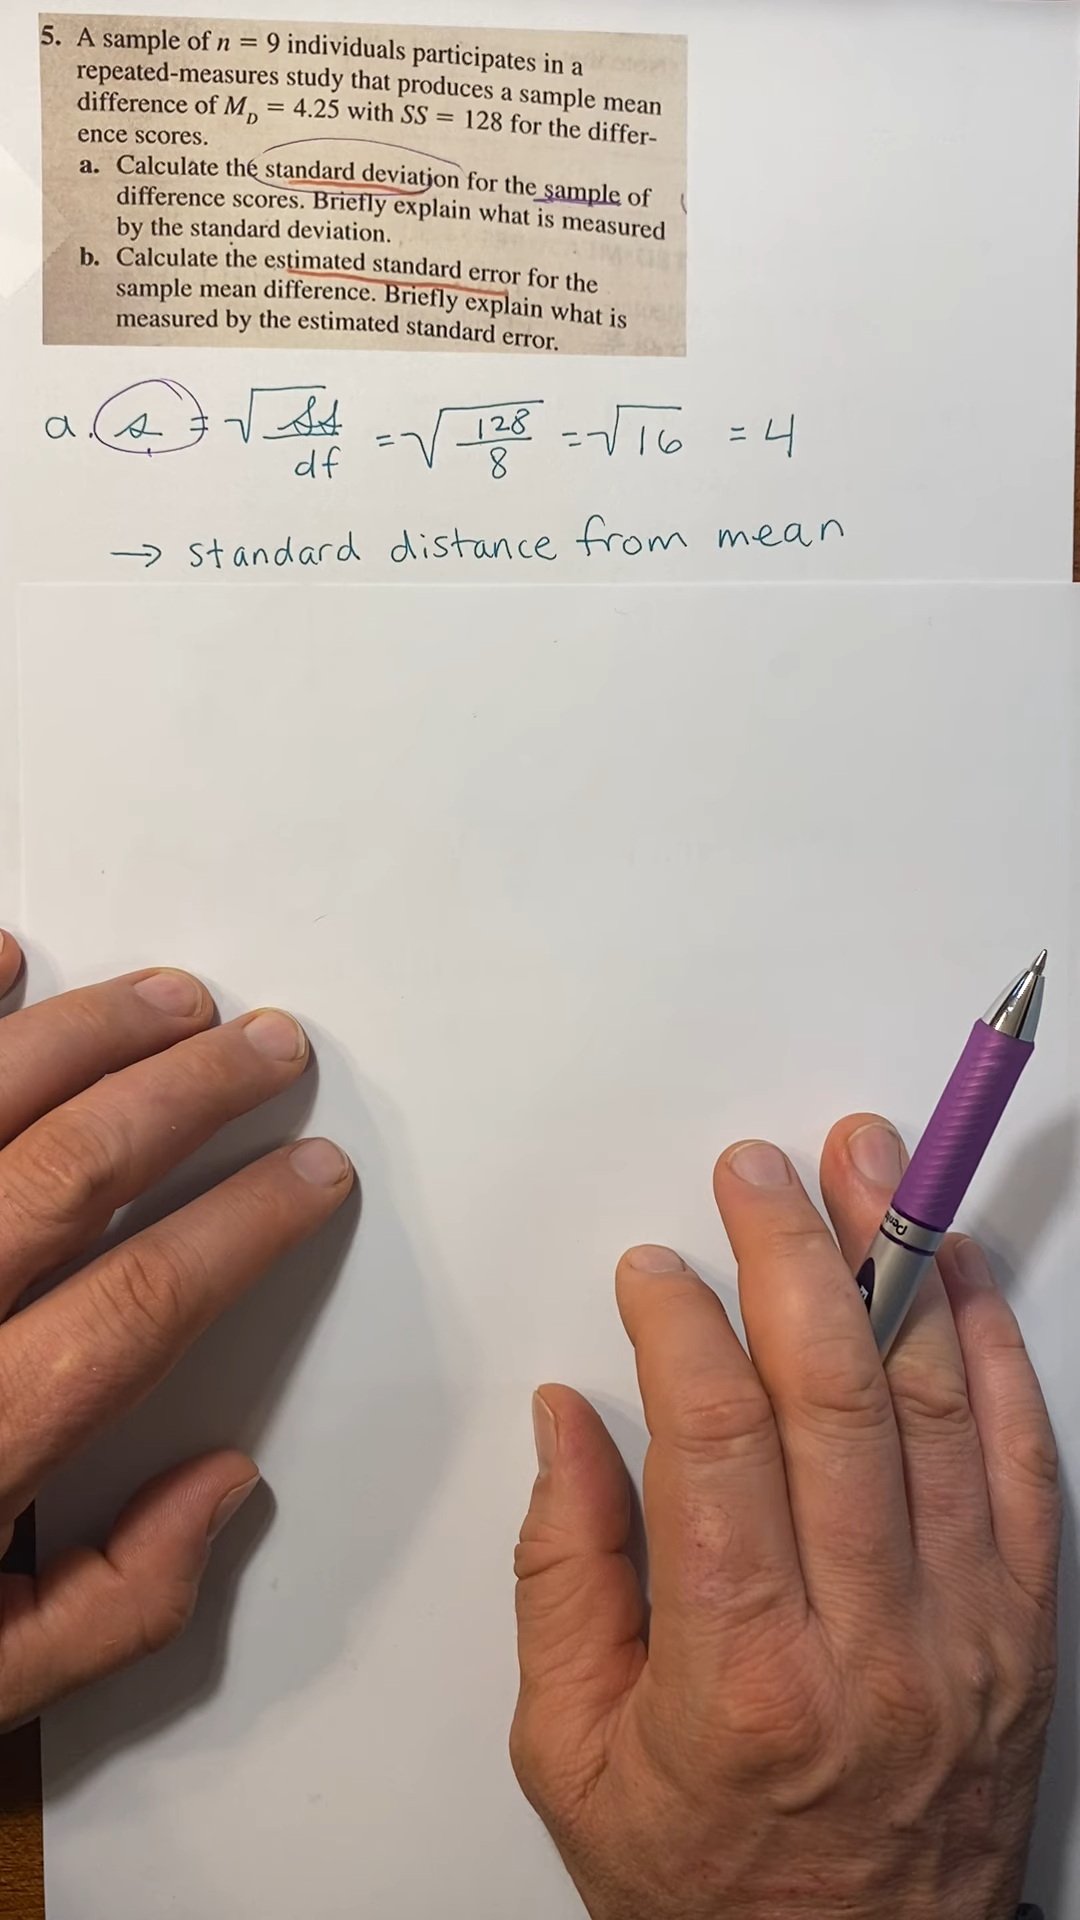 5. A sample of n = 9 individuals participates in a
repeated-measures study that produces a sample mean
difference of M_D = 4.25 with SS = 128 for the differ-
ence scores.
a. Calculate the standard deviation for the sample of
difference scores. Briefly explain what is measured
by the standard deviation.
b. Calculate the estimated standard error for the
sample mean difference. Briefly explain what is
measured by the estimated standard error.
a. s = √(SS/df) = √(128/8) = √16 = 4
→ standard distance from mean